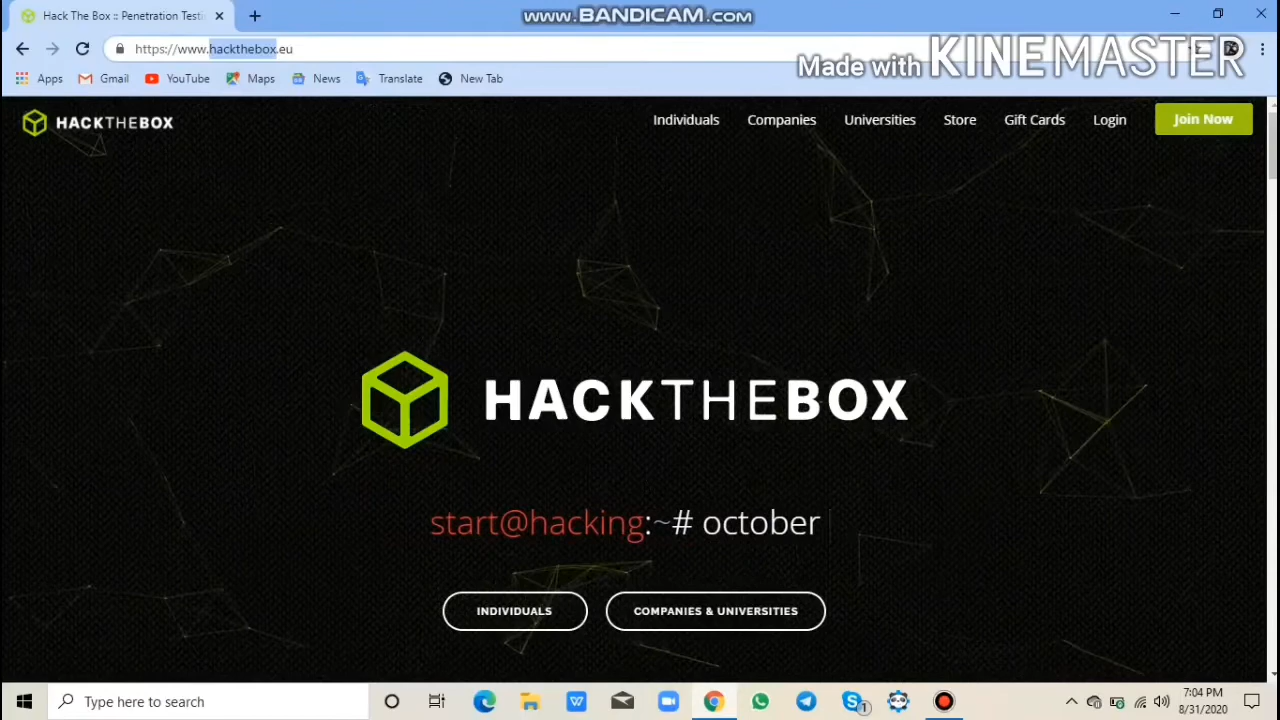 www.BANDICAM.com
Hack The Box :: Penetration Testi
https://www.hackthebox.eu
Made with KINEMASTER
Apps
Gmail
YouTube
Maps
News
Translate
New Tab
HACKTHEBOX
Individuals
Companies
Universities
Store
Gift Cards
Login
Join Now
HACKTHEBOX
start@hacking:~# october
INDIVIDUALS
COMPANIES & UNIVERSITIES
Type here to search
1
7:04 PM
8/31/2020